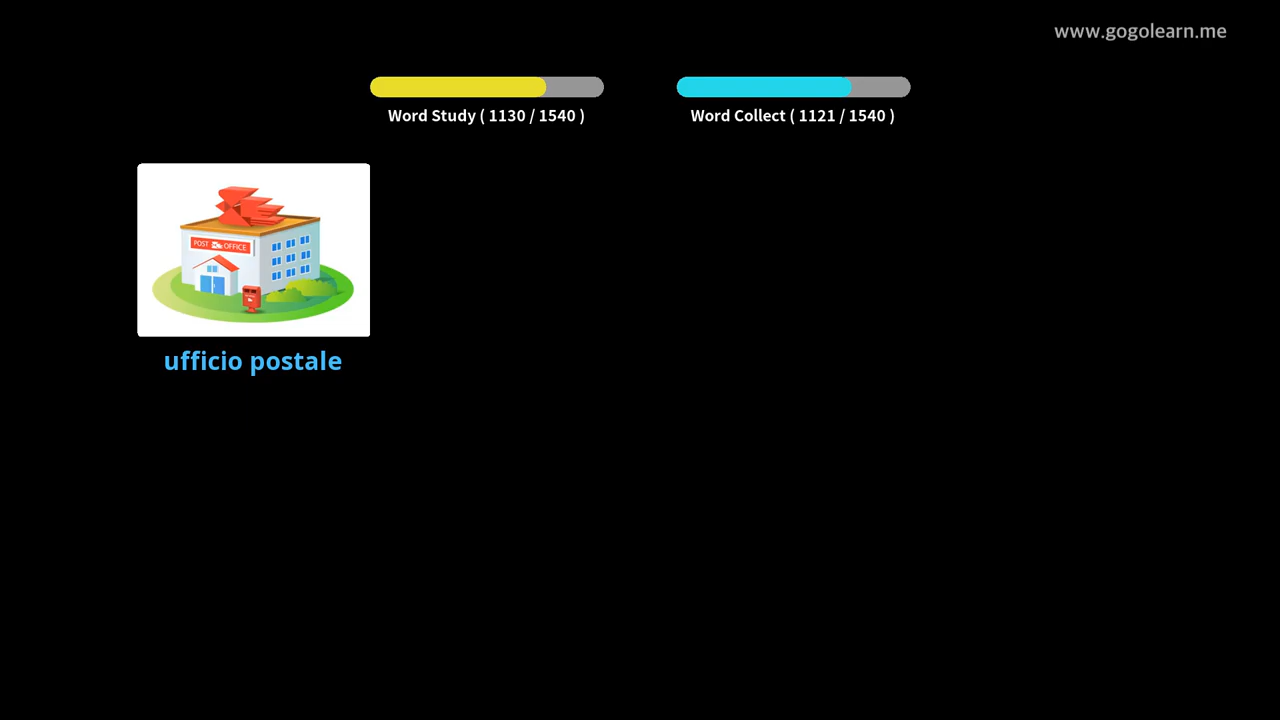 www.gogolearn.me
Word Study ( 1130 / 1540 )
Word Collect ( 1121 / 1540 )
POST OFFICE
ufficio postale